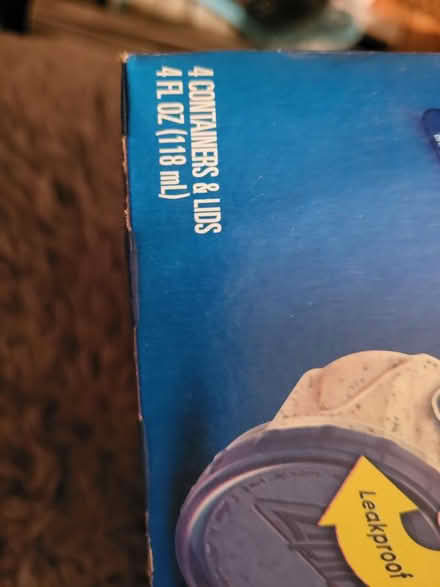 4 CONTAINERS & LIDS
4 FL OZ (118 mL)
Leakproof